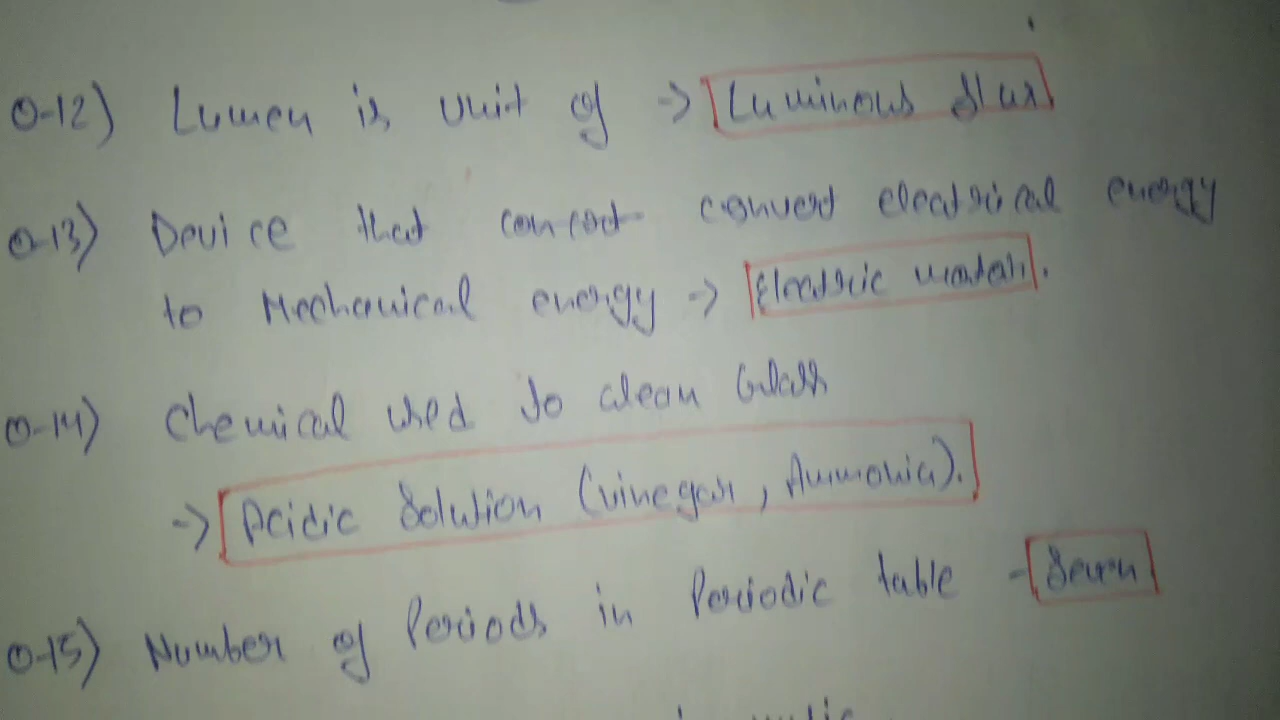 Q-12) Lumen is unit of -> Luminous flux
Q-13) Device that convert electrical energy
to Mechanical energy -> Electric motor.
Q-14) Chemical used to clean Glass
-> Acidic Solution (vinegar, Ammonia).
Q-15) Number of Periods in Periodic table - Seven